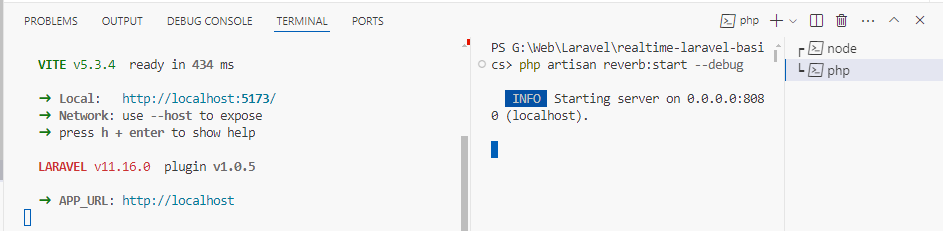 PROBLEMS OUTPUT DEBUG CONSOLE TERMINAL PORTS php
VITE v5.3.4 ready in 434 ms
➜ Local: http://localhost:5173/
➜ Network: use --host to expose
➜ press h + enter to show help
LARAVEL v11.16.0 plugin v1.0.5
➜ APP_URL: http://localhost
PS G:\Web\Laravel\realtime-laravel-basi
cs> php artisan reverb:start --debug
INFO Starting server on 0.0.0.0:808
0 (localhost).
node
php